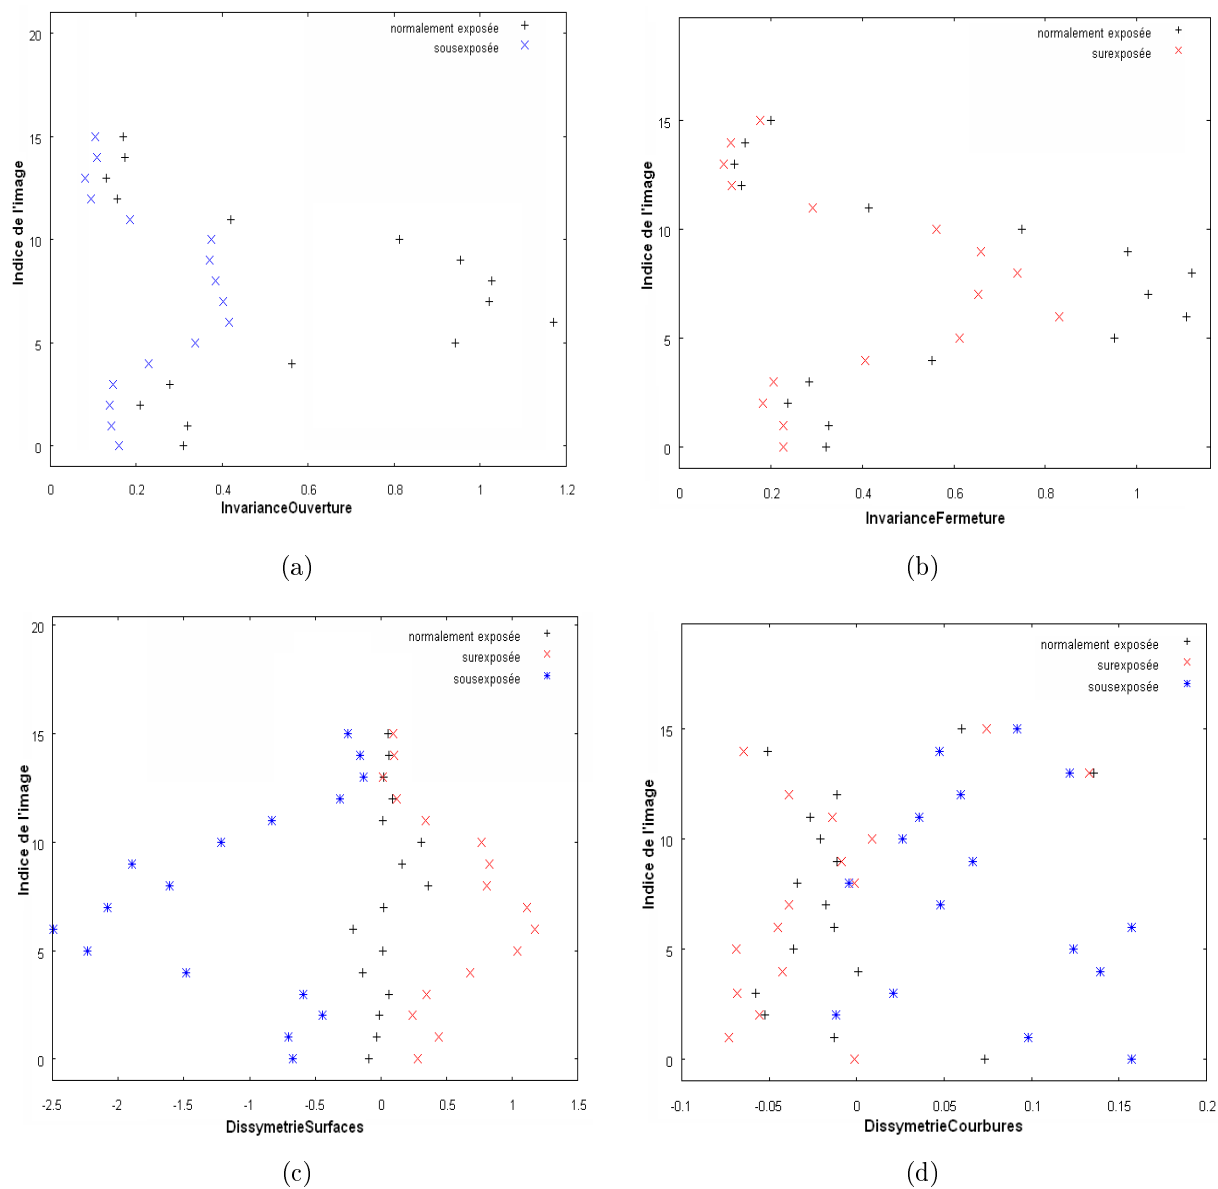 normalement exposée
sousexposée
20
15
10
5
0
Indice de l'image
0 0.2 0.4 0.6 0.8 1 1.2
InvarianceOuverture
(a)
normalement exposée
surexposée
15
10
5
0
Indice de l'image
0 0.2 0.4 0.6 0.8 1
InvarianceFermeture
(b)
normalement exposée
surexposée
sousexposée
20
15
10
5
0
Indice de l'image
-2.5 -2 -1.5 -1 -0.5 0 0.5 1 1.5
DissymetrieSurfaces
(c)
normalement exposée
surexposée
sousexposée
15
10
5
0
Indice de l'image
-0.1 -0.05 0 0.05 0.1 0.15 0.2
DissymetrieCourbures
(d)